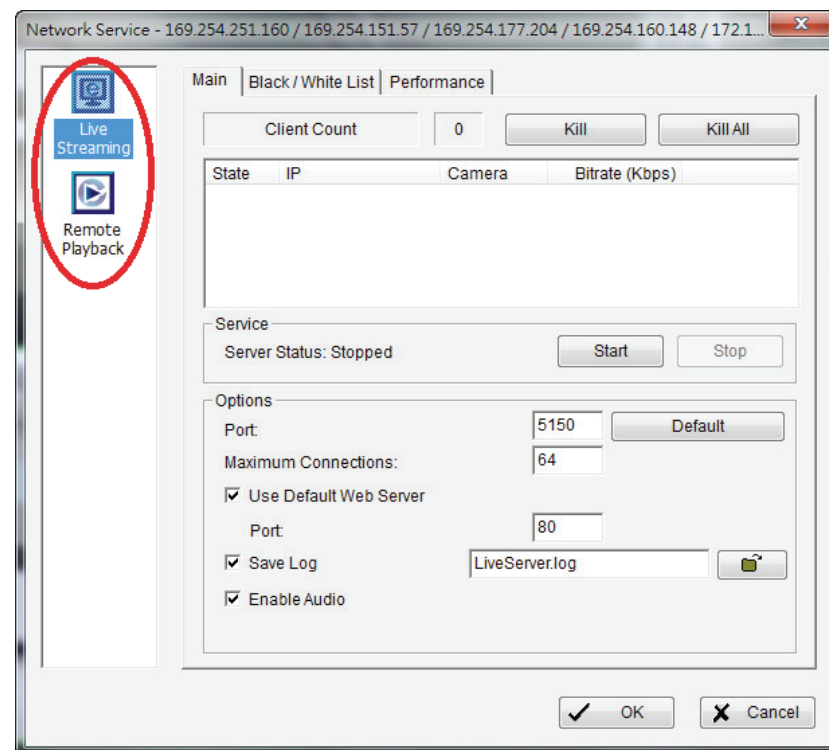 Network Service - 169.254.251.160 / 169.254.151.57 / 169.254.177.204 / 169.254.160.148 / 172.1...
Live
Streaming
Remote
Playback
Main Black / White List Performance
Client Count 0 Kill Kill All
State IP Camera Bitrate (Kbps)
Service
Server Status: Stopped Start Stop
Options
Port: 5150 Default
Maximum Connections: 64
Use Default Web Server
Port: 80
Save Log LiveServer.log
Enable Audio
OK Cancel